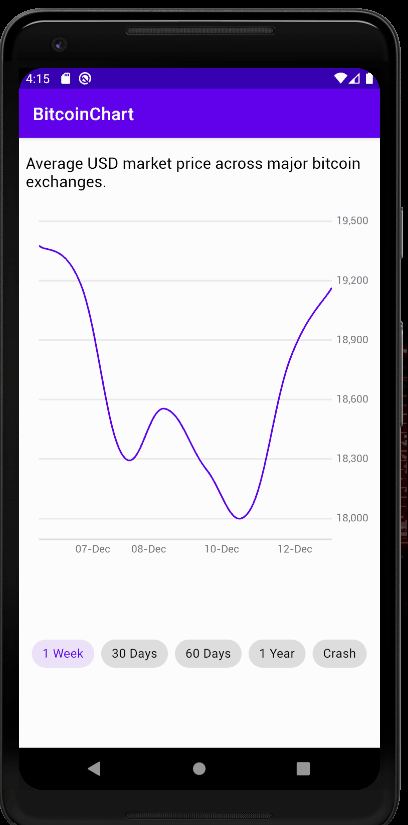 4:15
BitcoinChart
Average USD market price across major bitcoin
exchanges.
19,500
19,200
18,900
18,600
18,300
18,000
07-Dec 08-Dec 10-Dec 12-Dec
1 Week 30 Days 60 Days 1 Year Crash